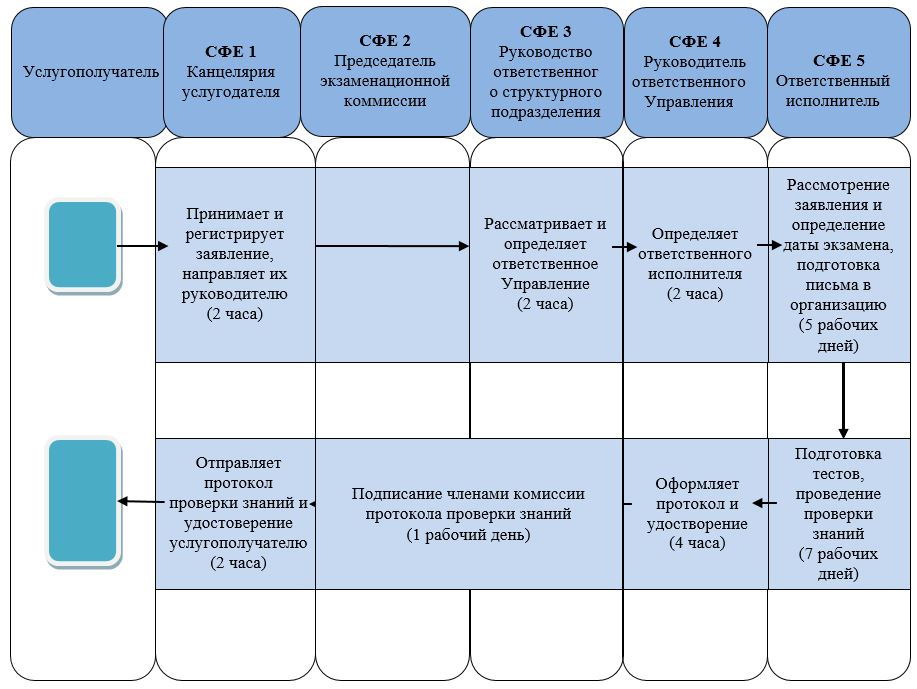 Услугополучатель
СФЕ 1
Канцелярия
услугодателя
СФЕ 2
Председатель
экзаменационной
коммиссии
СФЕ 3
Руководство
ответственног
о структурного
подразделения
СФЕ 4
Руководитель
ответственного
Управления
СФЕ 5
Ответственный
исполнитель
Принимает и
регистрирует
заявление,
направляет их
руководителю
(2 часа)
Рассматривает и
определяет
ответственное
Управление
(2 часа)
Определяет
ответственного
исполнителя
(2 часа)
Рассмотрение
заявления и
определение
даты экзамена,
подготовка
письма в
организацию
(5 рабочих
дней)
Отправляет
протокол
проверки знаний и
удостоверение
услугополучателю
(2 часа)
Подписание членами комиссии
протокола проверки знаний
(1 рабочий день)
Оформляет
протокол и
удостворение
(4 часа)
Подготовка
тестов,
проведение
проверки
знаний
(7 рабочих
дней)